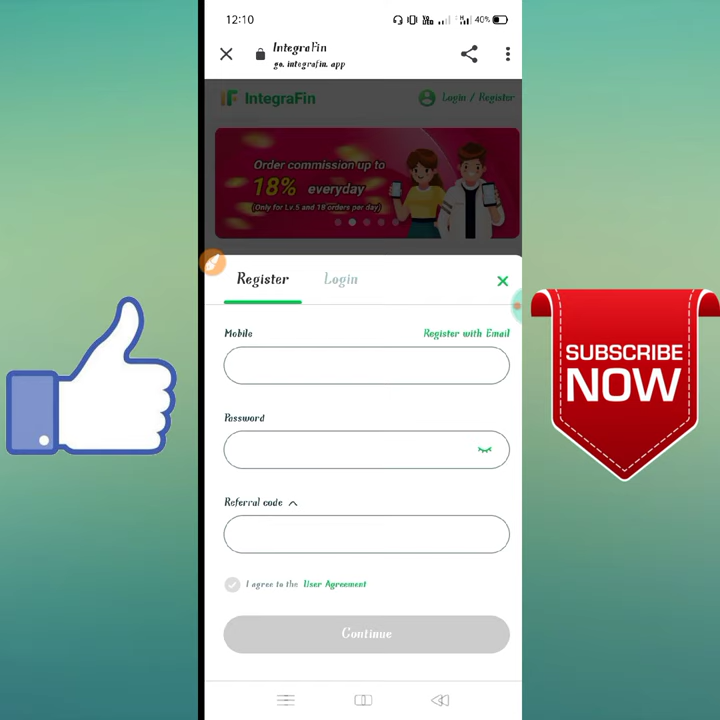 12:10
40%
IntegraFin
go.integrafin.app
IntegraFin
Login / Register
Order commission up to
18% everyday
(Only for Lv.5 and 18 orders per day)
Register
Login
Mobile
Register with Email
Password
Referral code
I agree to the User Agreement
Continue
SUBSCRIBE
NOW